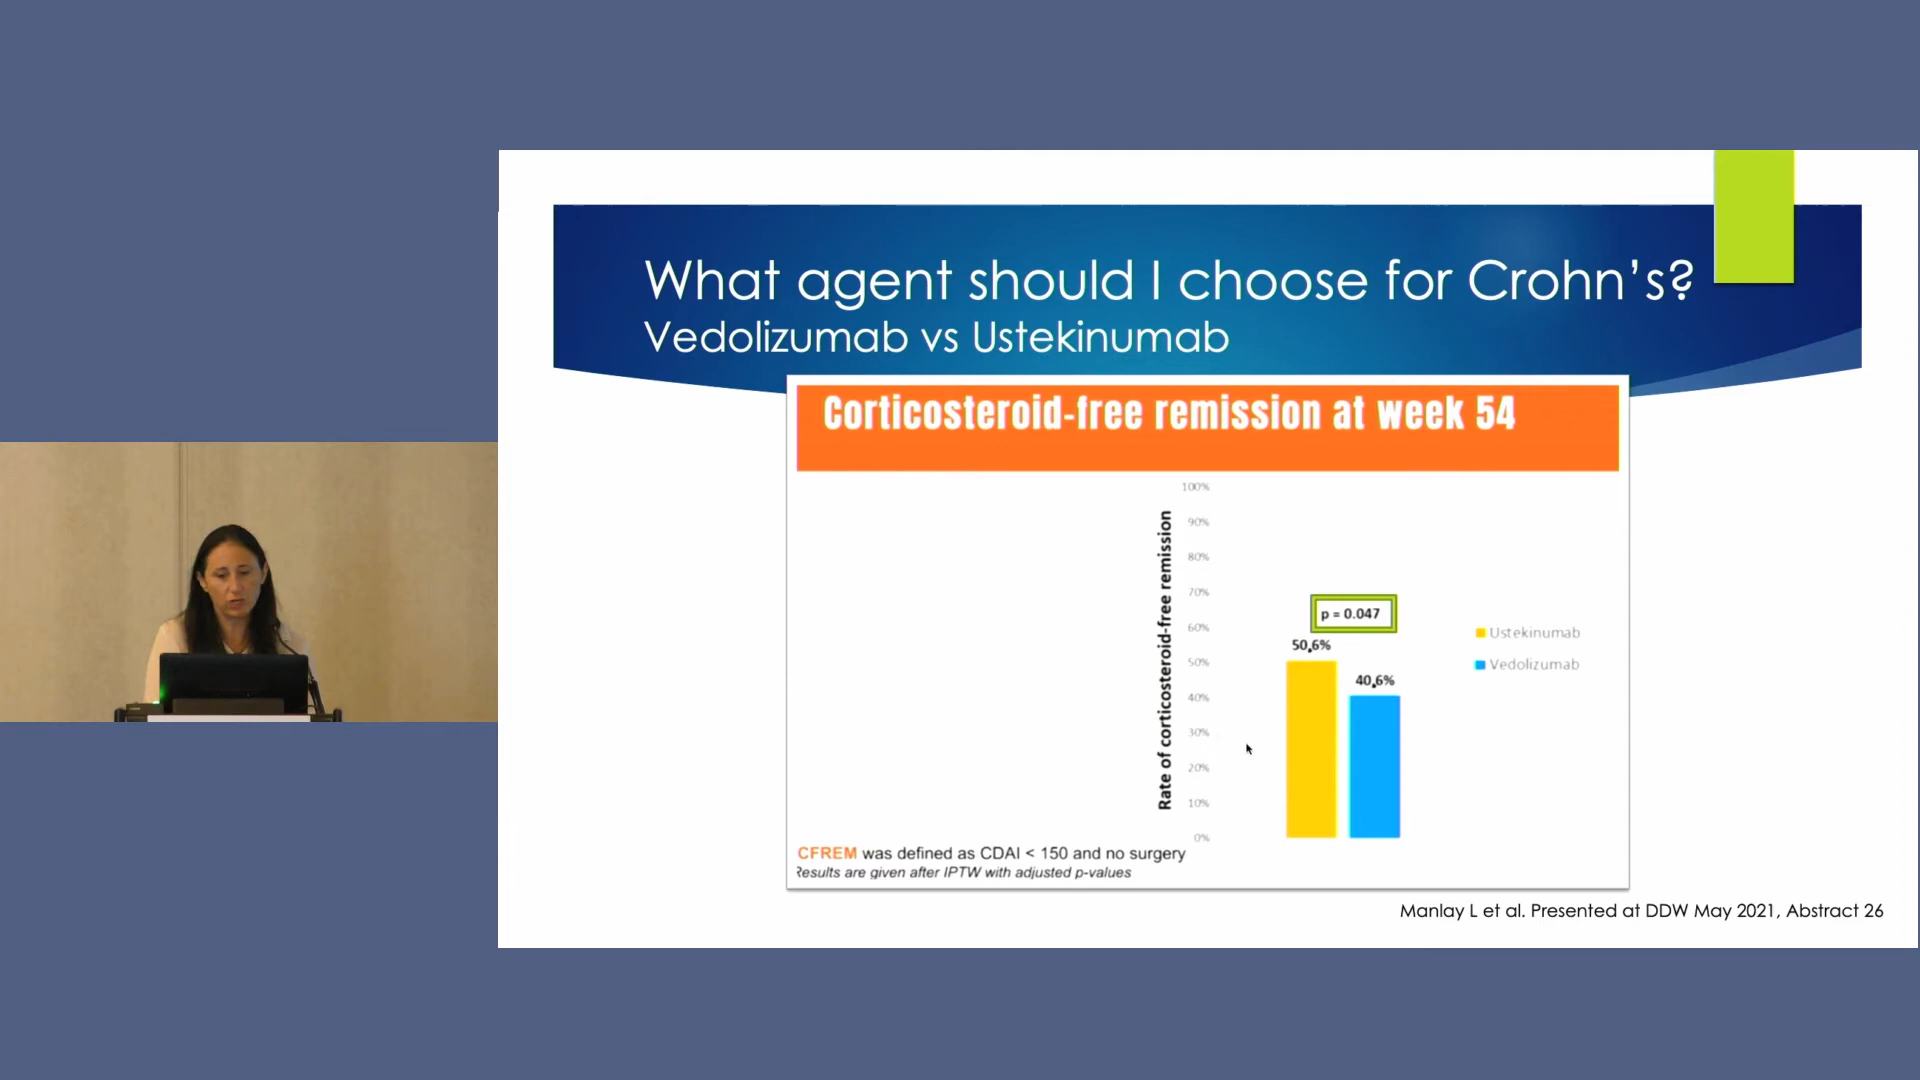 What agent should I choose for Crohn's?
Vedolizumab vs Ustekinumab
Corticosteroid-free remission at week 54
Rate of corticosteroid-free remission
100%
90%
80%
70%
60%
50%
40%
30%
20%
10%
0%
p = 0.047
50,6%
40,6%
Ustekinumab
Vedolizumab
CFREM was defined as CDAI < 150 and no surgery
Results are given after IPTW with adjusted p-values
Manlay L et al. Presented at DDW May 2021, Abstract 26